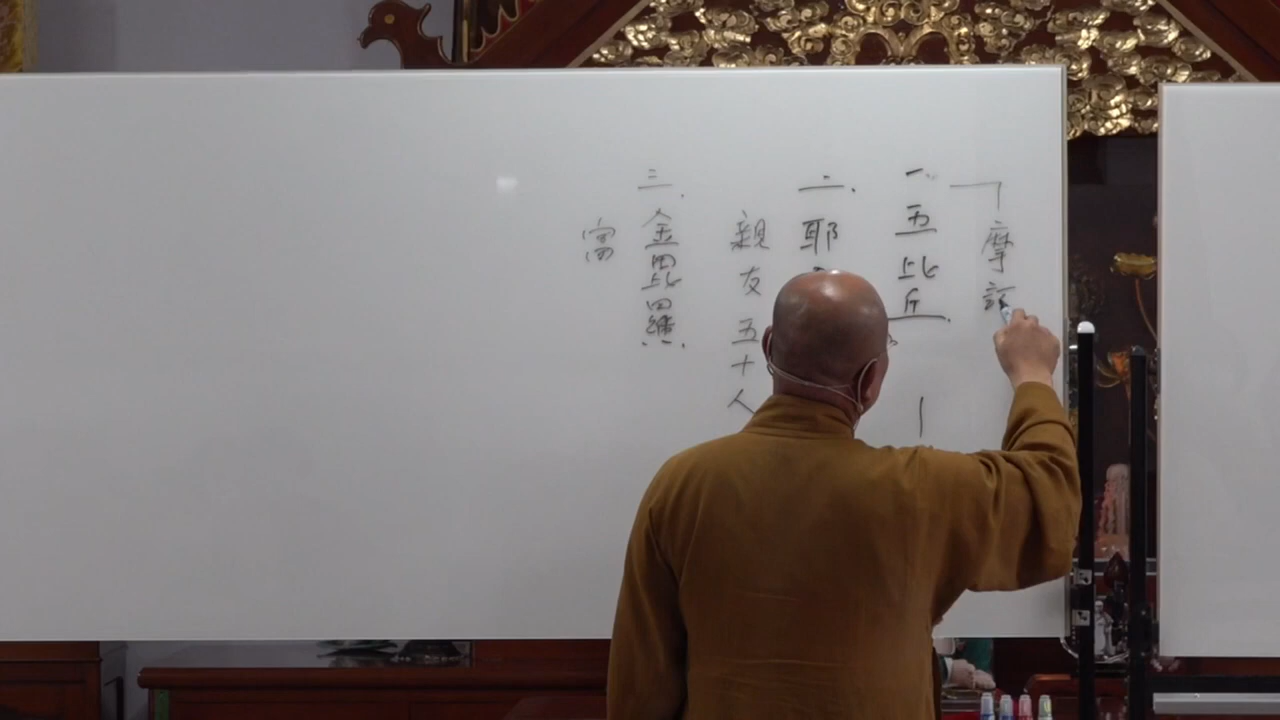 「摩訶
一、五比丘
二、耶
親友五十人
三、金毘羅
富